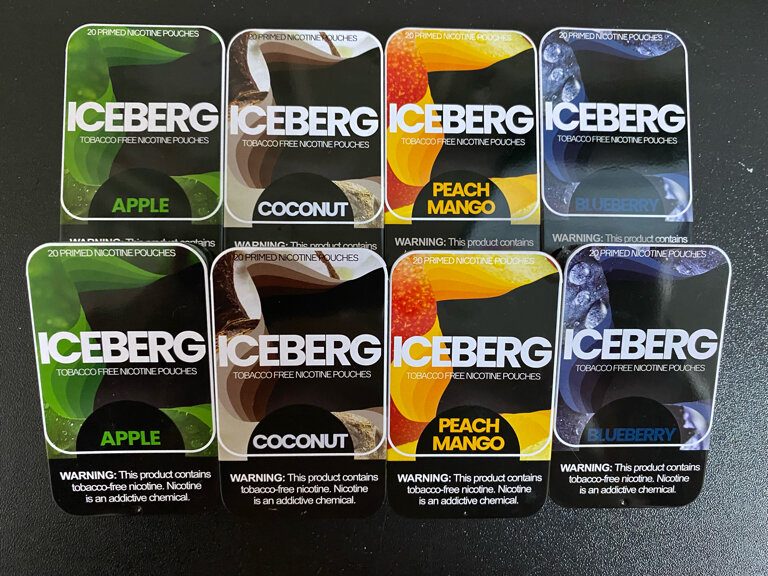 20 PRIMED NICOTINE POUCHES
ICEBERG
TOBACCO FREE NICOTINE POUCHES
APPLE
WARNING: This product contains
20 PRIMED NICOTINE POUCHES
ICEBERG
TOBACCO FREE NICOTINE POUCHES
COCONUT
WARNING: This product contains
20 PRIMED NICOTINE POUCHES
ICEBERG
TOBACCO FREE NICOTINE POUCHES
PEACH
MANGO
WARNING: This product contains
20 PRIMED NICOTINE POUCHES
ICEBERG
TOBACCO FREE NICOTINE POUCHES
BLUEBERRY
WARNING: This product contains
20 PRIMED NICOTINE POUCHES
ICEBERG
TOBACCO FREE NICOTINE POUCHES
APPLE
WARNING: This product contains
tobacco-free nicotine. Nicotine
is an addictive chemical.
20 PRIMED NICOTINE POUCHES
ICEBERG
TOBACCO FREE NICOTINE POUCHES
COCONUT
WARNING: This product contains
tobacco-free nicotine. Nicotine
is an addictive chemical.
20 PRIMED NICOTINE POUCHES
ICEBERG
TOBACCO FREE NICOTINE POUCHES
PEACH
MANGO
WARNING: This product contains
tobacco-free nicotine. Nicotine
is an addictive chemical.
20 PRIMED NICOTINE POUCHES
ICEBERG
TOBACCO FREE NICOTINE POUCHES
BLUEBERRY
WARNING: This product contains
tobacco-free nicotine. Nicotine
is an addictive chemical.